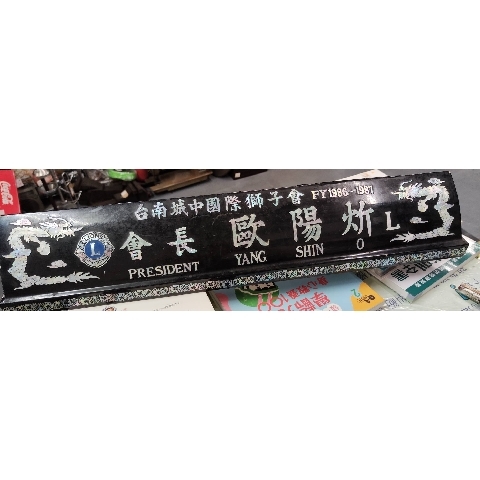 台南城中國際獅子會 FY1986-1987
會長 歐陽炘 L
PRESIDENT YANG SHIN O
L